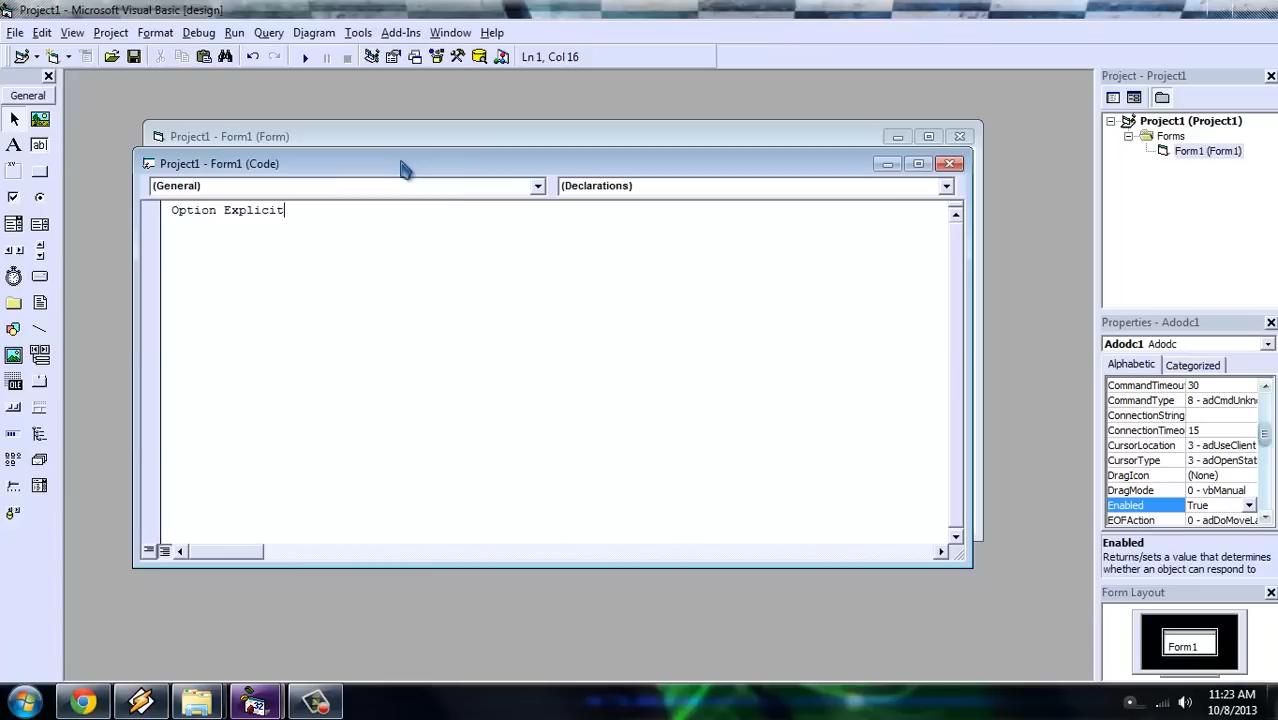 Project1 - Microsoft Visual Basic [design]
File Edit View Project Format Debug Run Query Diagram Tools Add-Ins Window Help
Ln 1, Col 16
General
A ab|
Project1 - Form1 (Form)
Project1 - Form1 (Code)
(General) (Declarations)
Option Explicit
Project - Project1
Project1 (Project1)
Forms
Form1 (Form1)
Properties - Adodc1
Adodc1 Adodc
Alphabetic Categorized
CommandTimeou 30
CommandType 8 - adCmdUnkn
ConnectionString
ConnectionTimeo 15
CursorLocation 3 - adUseClient
CursorType 3 - adOpenStat
DragIcon (None)
DragMode 0 - vbManual
Enabled True
EOFAction 0 - adDoMoveLa
Enabled
Returns/sets a value that determines
whether an object can respond to
Form Layout
Form1
11:23 AM
10/8/2013